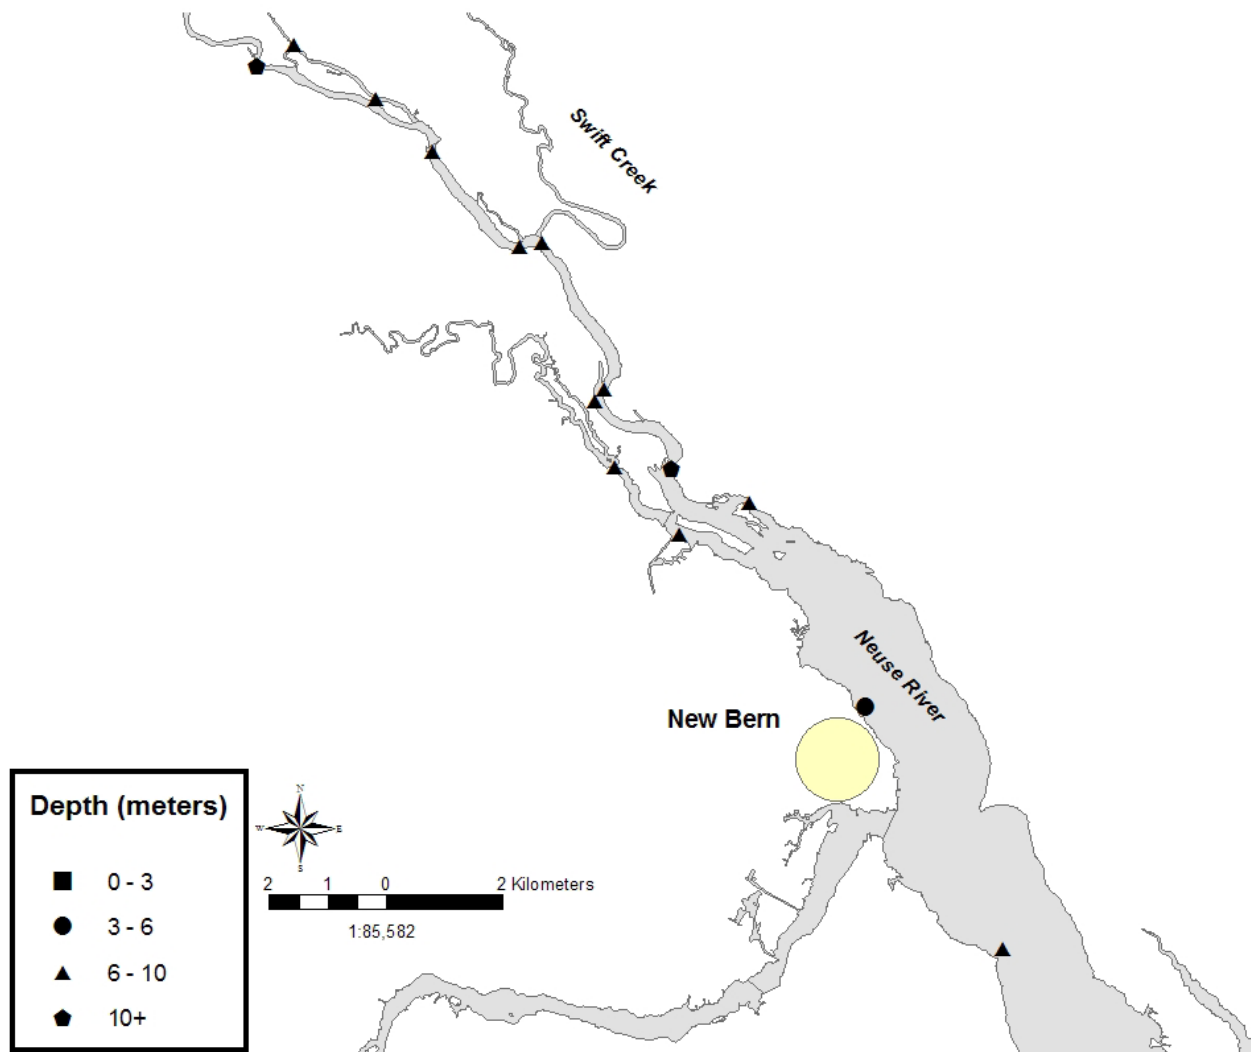 Swift Creek
Neuse River
New Bern
Depth (meters)
0 - 3
3 - 6
6 - 10
10+
N
W E
S
2 1 0 2 Kilometers
1:85,582